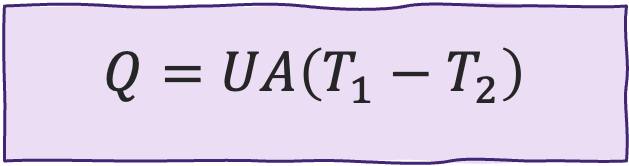 Q = UA(T₁ − T₂)